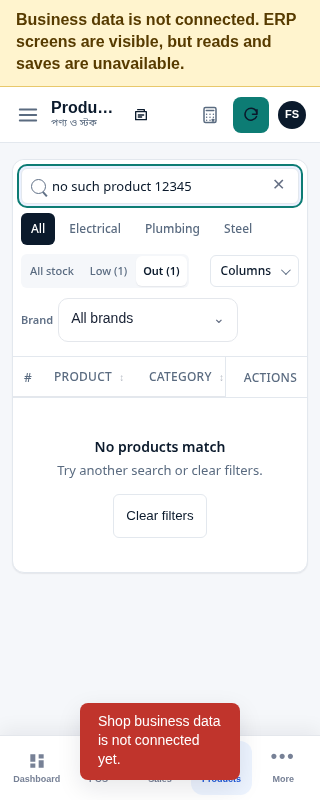 Business data is not connected. ERP
screens are visible, but reads and
saves are unavailable.
Produ...
পণ্য ও স্টক
FS
no such product 12345
All Electrical Plumbing Steel
All stock Low (1) Out (1) Columns
Brand All brands
# PRODUCT CATEGORY ACTIONS
No products match
Try another search or clear filters.
Clear filters
Shop business data
is not connected
yet.
Dashboard Products More